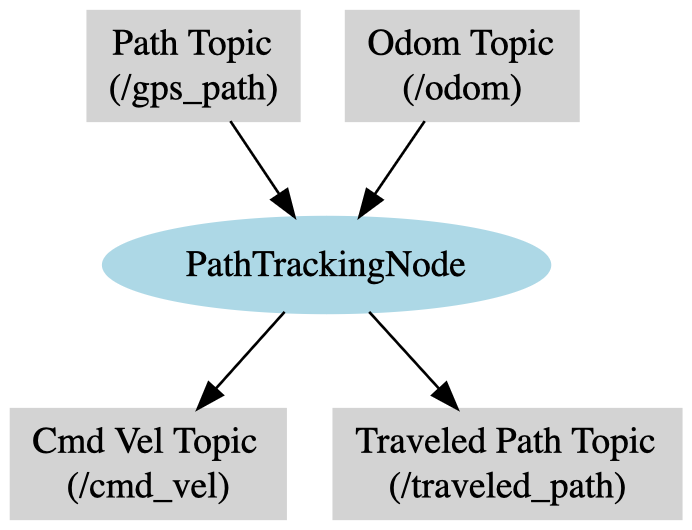 Path Topic
(/gps_path)
Odom Topic
(/odom)
PathTrackingNode
Cmd Vel Topic
(/cmd_vel)
Traveled Path Topic
(/traveled_path)